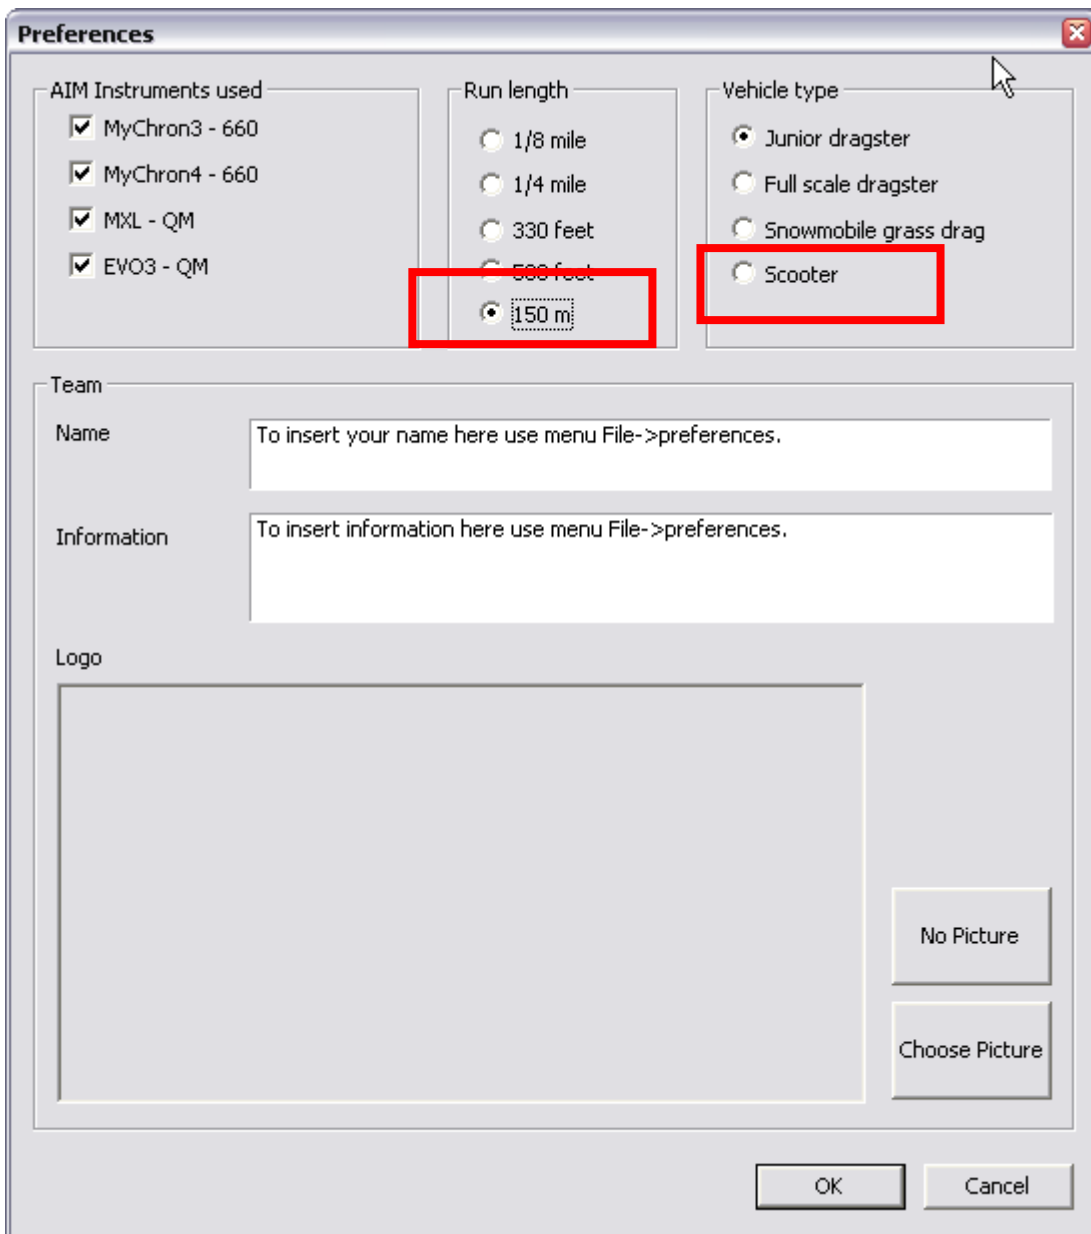 Preferences
AIM Instruments used
MyChron3 - 660
MyChron4 - 660
MXL - QM
EVO3 - QM
Run length
1/8 mile
1/4 mile
330 feet
feet
150 m
Vehicle type
Junior dragster
Full scale dragster
Snowmobile grass drag
Scooter
Team
Name
To insert your name here use menu File->preferences.
Information
To insert information here use menu File->preferences.
Logo
No Picture
Choose Picture
OK
Cancel